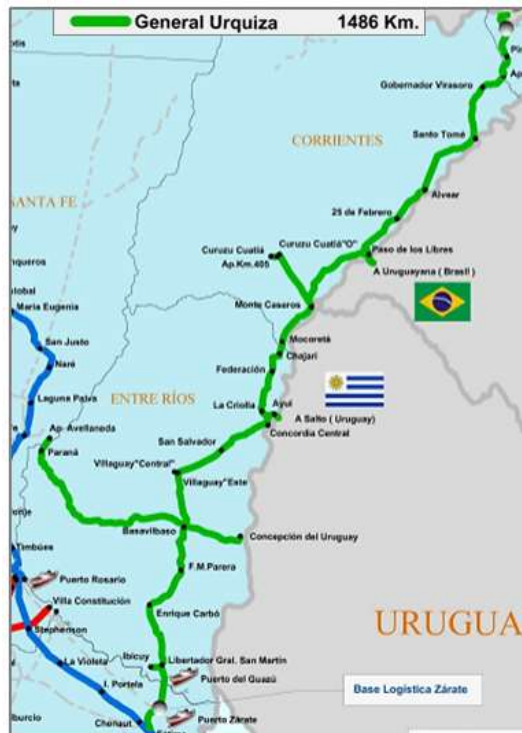 General Urquiza 1486 Km.
Gobernador Virasoro
CORRIENTES
Santo Tomé
SANTA FE
Alvear
25 de Febrero
Curuzu Cuatiá
Curuzu Cuatiá"O"
Ap.Km.405
Paso de los Libres
A Uruguayana ( Brasil )
Maria Eugenia
Monte Caseros
San Justo
Mocoretá
Chajarí
Naré
Federación
ENTRE RÍOS
Laguna Paiva
La Criolla
Ayuí
A Salto ( Uruguay)
Ap. Avellaneda
Concordia Central
Paraná
San Salvador
Villaguay"Central"
Villaguay"Este
Basavilbaso
Concepción del Uruguay
Timbúes
F.M.Parera
Puerto Rosario
Villa Constitución
Enrique Carbó
Stephenson
URUGUA
La Violeta
Ibicuy
Libertador Gral. San Martín
Puerto del Guazú
I. Portela
Base Logística Zárate
Chenaut
Puerto Zárate